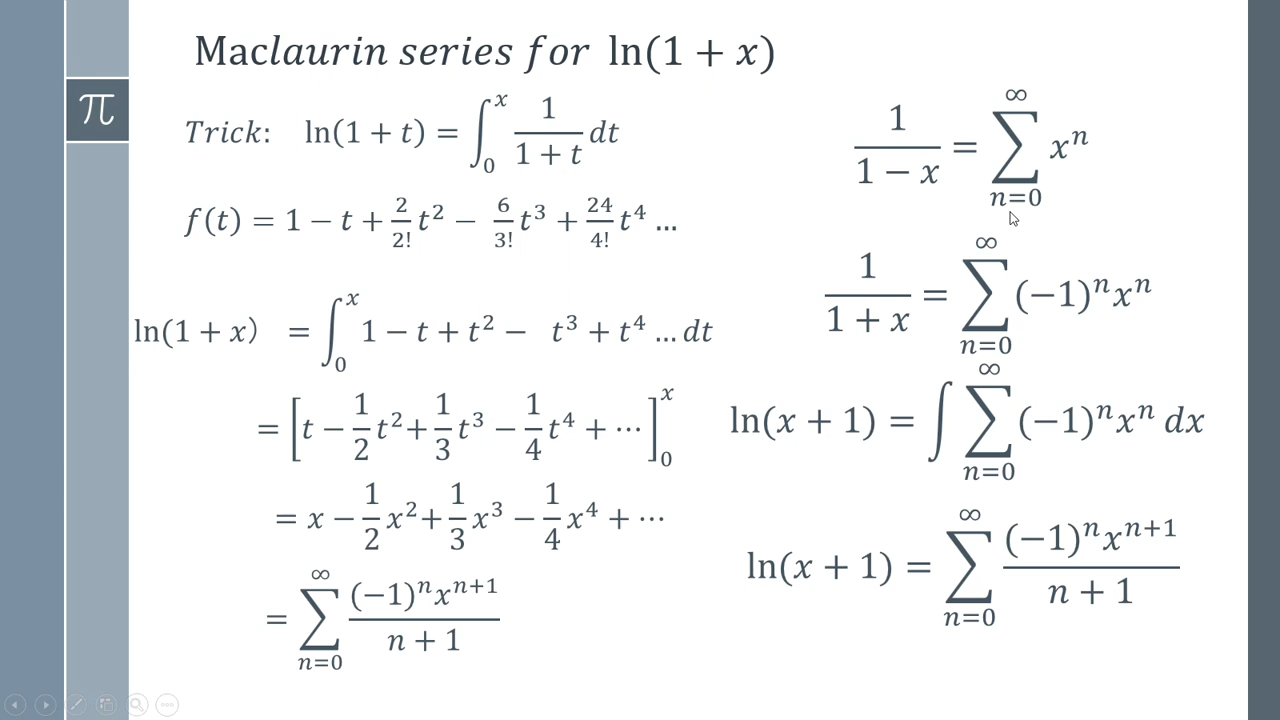 Maclaurin series for ln(1 + x)
π
Trick: ln(1 + t) = ∫₀ˣ 1/(1 + t) dt
f(t) = 1 − t + 2/2! t² − 6/3! t³ + 24/4! t⁴ ...
ln(1 + x) = ∫₀ˣ 1 − t + t² − t³ + t⁴ ... dt
= [t − 1/2 t² + 1/3 t³ − 1/4 t⁴ + ⋯]₀ˣ
= x − 1/2 x² + 1/3 x³ − 1/4 x⁴ + ⋯
= ∑_{n=0}^{∞} (−1)ⁿxⁿ⁺¹/(n + 1)
1/(1 − x) = ∑_{n=0}^{∞} xⁿ
1/(1 + x) = ∑_{n=0}^{∞} (−1)ⁿxⁿ
ln(x + 1) = ∫ ∑_{n=0}^{∞} (−1)ⁿxⁿ dx
ln(x + 1) = ∑_{n=0}^{∞} (−1)ⁿxⁿ⁺¹/(n + 1)